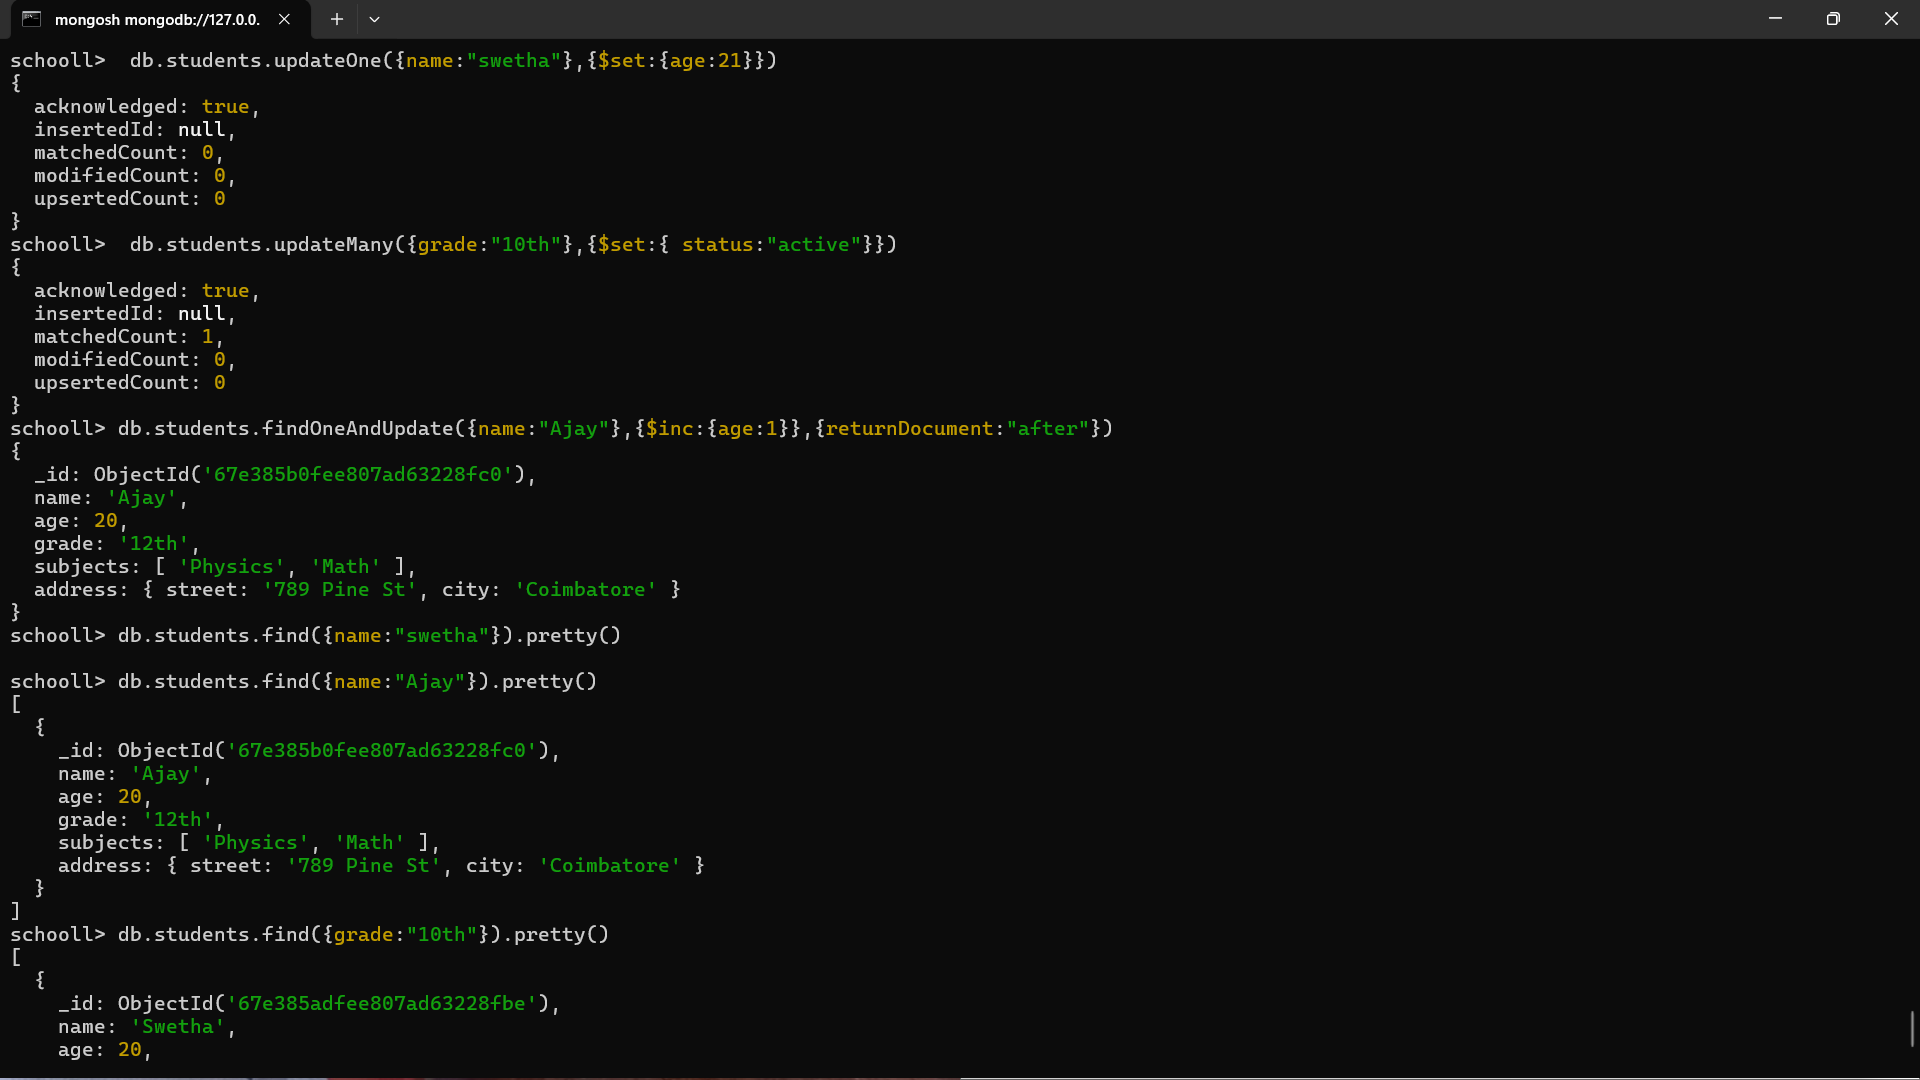 mongosh mongodb://127.0.0.
schooll>  db.students.updateOne({name:"swetha"},{$set:{age:21}})
{
  acknowledged: true,
  insertedId: null,
  matchedCount: 0,
  modifiedCount: 0,
  upsertedCount: 0
}
schooll>  db.students.updateMany({grade:"10th"},{$set:{ status:"active"}})
{
  acknowledged: true,
  insertedId: null,
  matchedCount: 1,
  modifiedCount: 0,
  upsertedCount: 0
}
schooll> db.students.findOneAndUpdate({name:"Ajay"},{$inc:{age:1}},{returnDocument:"after"})
{
  _id: ObjectId('67e385b0fee807ad63228fc0'),
  name: 'Ajay',
  age: 20,
  grade: '12th',
  subjects: [ 'Physics', 'Math' ],
  address: { street: '789 Pine St', city: 'Coimbatore' }
}
schooll> db.students.find({name:"swetha"}).pretty()

schooll> db.students.find({name:"Ajay"}).pretty()
[
  {
    _id: ObjectId('67e385b0fee807ad63228fc0'),
    name: 'Ajay',
    age: 20,
    grade: '12th',
    subjects: [ 'Physics', 'Math' ],
    address: { street: '789 Pine St', city: 'Coimbatore' }
  }
]
schooll> db.students.find({grade:"10th"}).pretty()
[
  {
    _id: ObjectId('67e385adfee807ad63228fbe'),
    name: 'Swetha',
    age: 20,